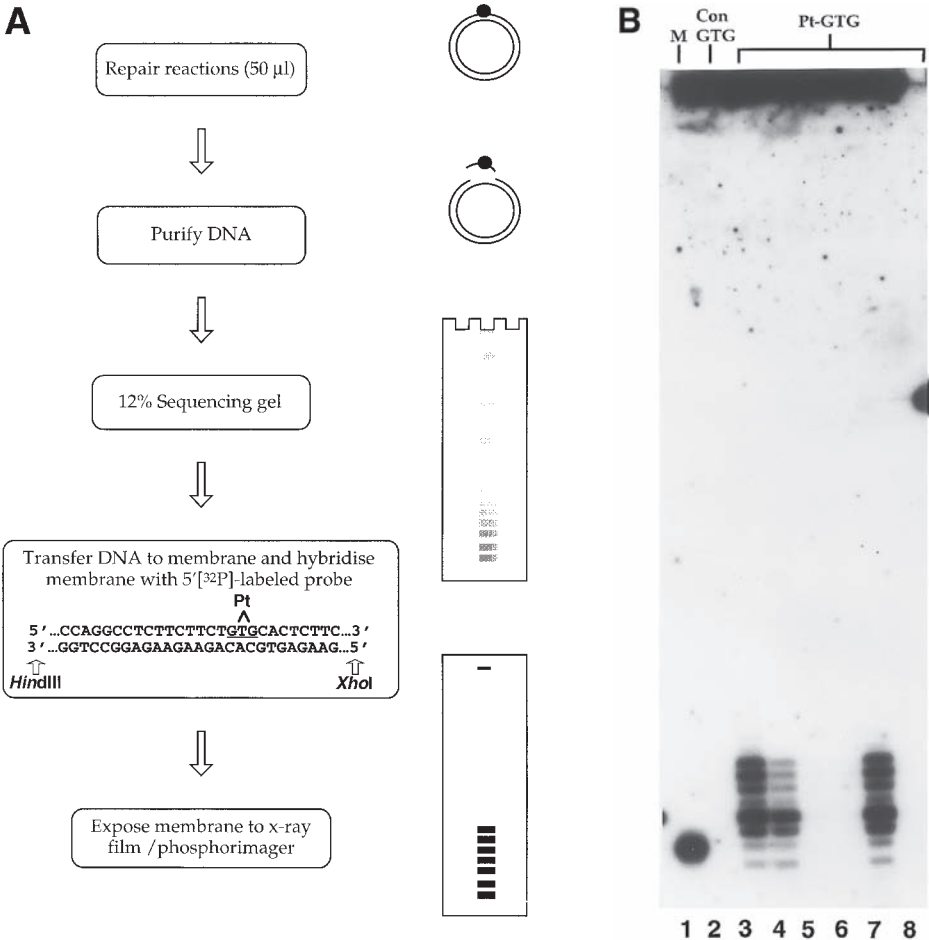 A
Repair reactions (50 µl)
Purify DNA
12% Sequencing gel
Transfer DNA to membrane and hybridise
membrane with 5′[³²P]-labeled probe
Pt
5′...CCAGGCCTCTTCTTCTGTGCACTCTTC...3′
3′...GGTCCGGAGAAGAAGACACGTGAGAAG...5′
HindIII XhoI
Expose membrane to x-ray
film /phosphorimager
B
M
Con
GTG
Pt-GTG
1 2 3 4 5 6 7 8